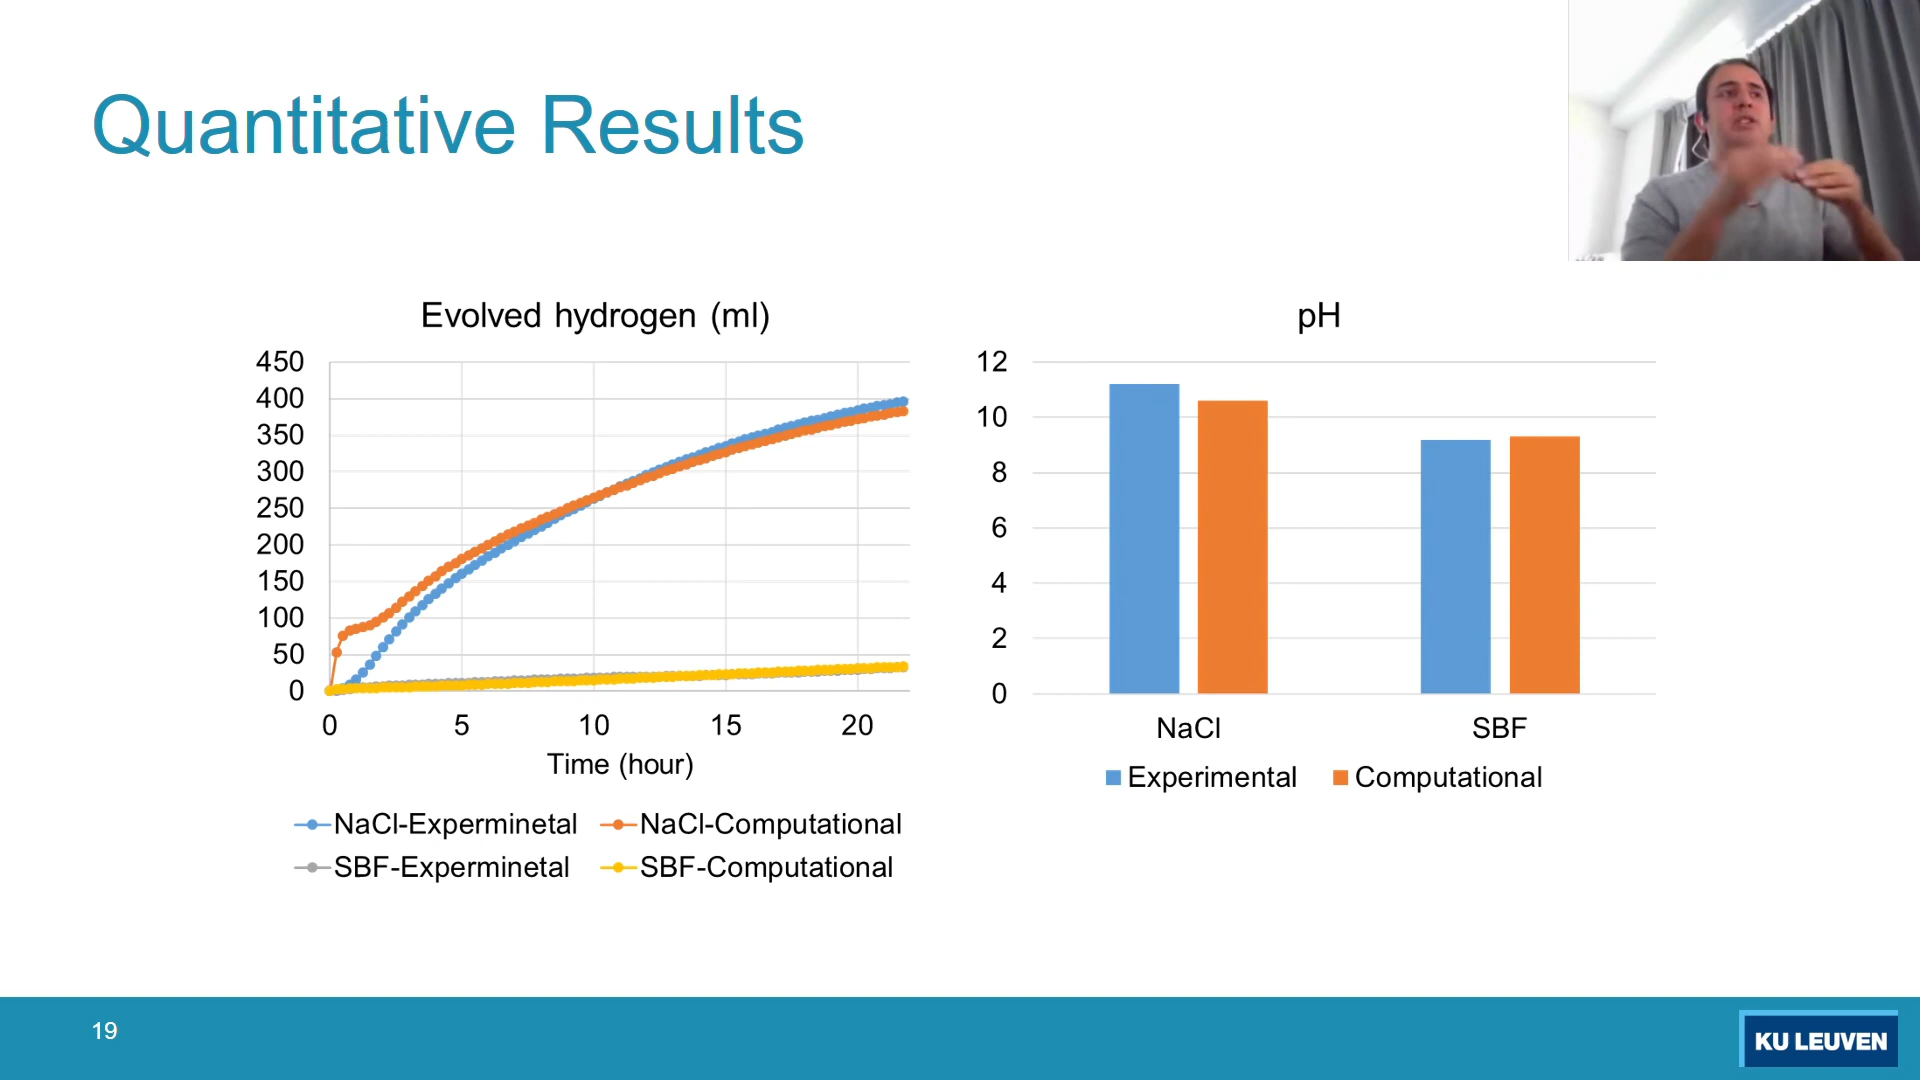 Quantitative Results
Evolved hydrogen (ml)
450
400
350
300
250
200
150
100
50
0
0 5 10 15 20
Time (hour)
NaCl-Experminetal NaCl-Computational
SBF-Experminetal SBF-Computational
pH
12
10
8
6
4
2
0
NaCl SBF
Experimental Computational
19
KU LEUVEN